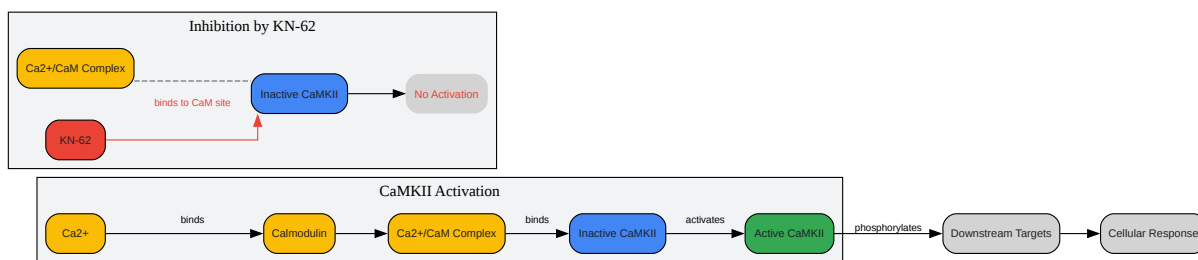 Inhibition by KN-62
Ca2+/CaM Complex
Inactive CaMKII
No Activation
binds to CaM site
KN-62
CaMKII Activation
Ca2+
binds
Calmodulin
Ca2+/CaM Complex
binds
Inactive CaMKII
activates
Active CaMKII
phosphorylates
Downstream Targets
Cellular Response